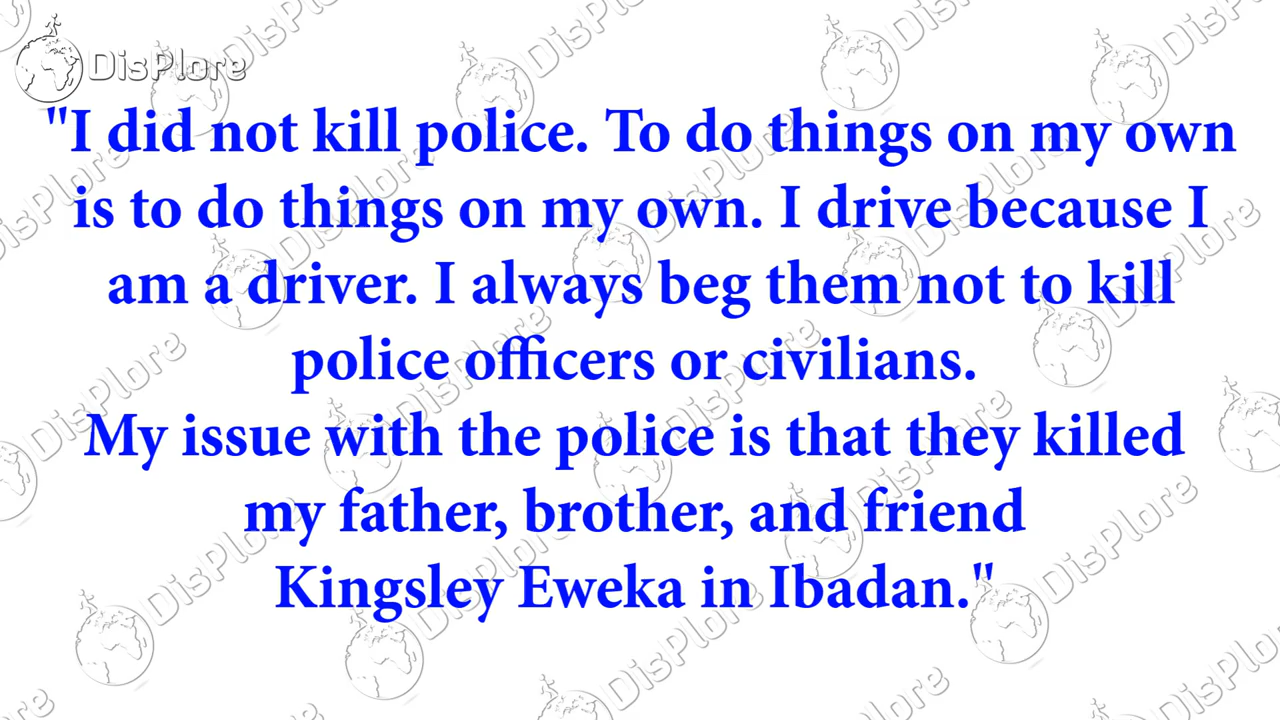 DisPlore
"I did not kill police. To do things on my own
is to do things on my own. I drive because I
am a driver. I always beg them not to kill
police officers or civilians.
My issue with the police is that they killed
my father, brother, and friend
Kingsley Eweka in Ibadan."